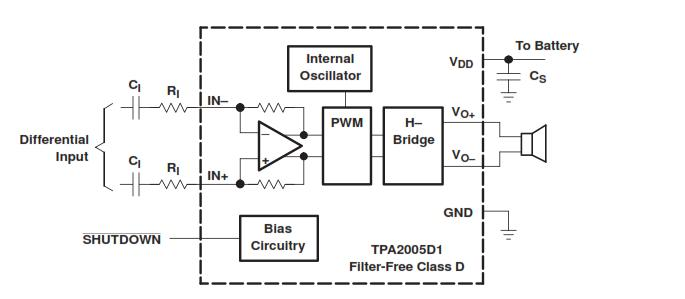 Internal
Oscillator
To Battery
VDD
CS
CI
RI
IN–
PWM
H–
Bridge
VO+
Differential
Input
VO–
CI
RI
IN+
GND
SHUTDOWN
Bias
Circuitry
TPA2005D1
Filter-Free Class D
–
+